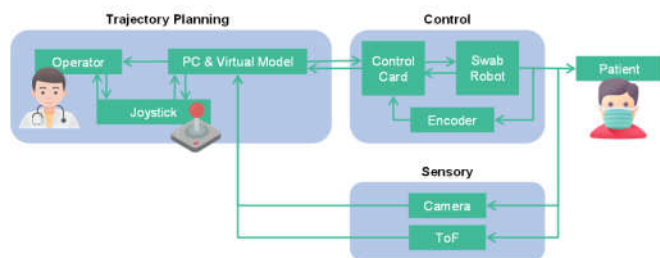 Trajectory Planning
Control
Operator
PC & Virtual Model
Control
Card
Swab
Robot
Patient
Joystick
Encoder
Sensory
Camera
ToF